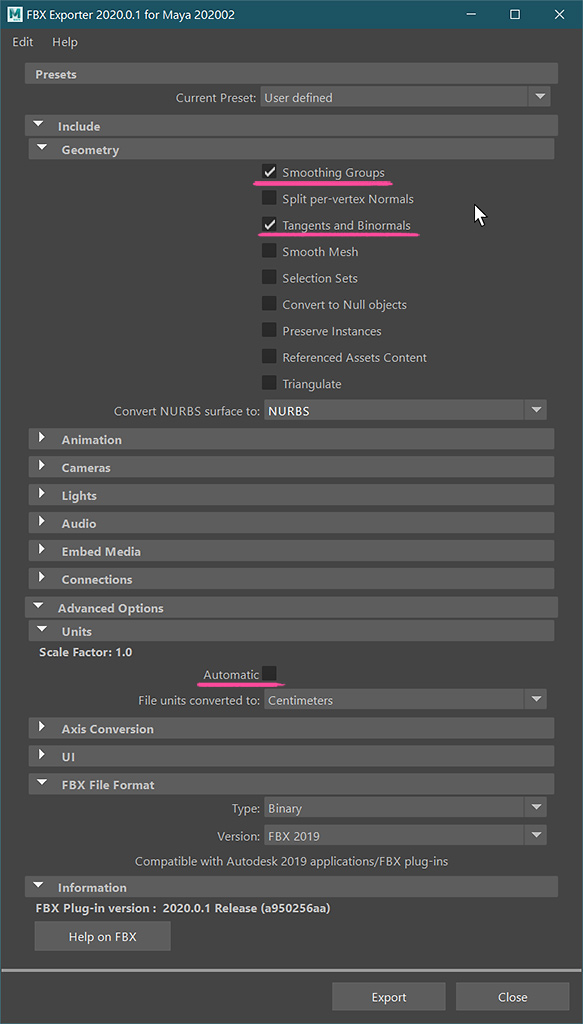 FBX Exporter 2020.0.1 for Maya 202002
Edit Help
Presets
Current Preset: User defined
Include
Geometry
Smoothing Groups
Split per-vertex Normals
Tangents and Binormals
Smooth Mesh
Selection Sets
Convert to Null objects
Preserve Instances
Referenced Assets Content
Triangulate
Convert NURBS surface to: NURBS
Animation
Cameras
Lights
Audio
Embed Media
Connections
Advanced Options
Units
Scale Factor: 1.0
Automatic
File units converted to: Centimeters
Axis Conversion
UI
FBX File Format
Type: Binary
Version: FBX 2019
Compatible with Autodesk 2019 applications/FBX plug-ins
Information
FBX Plug-in version : 2020.0.1 Release (a950256aa)
Help on FBX
Export Close